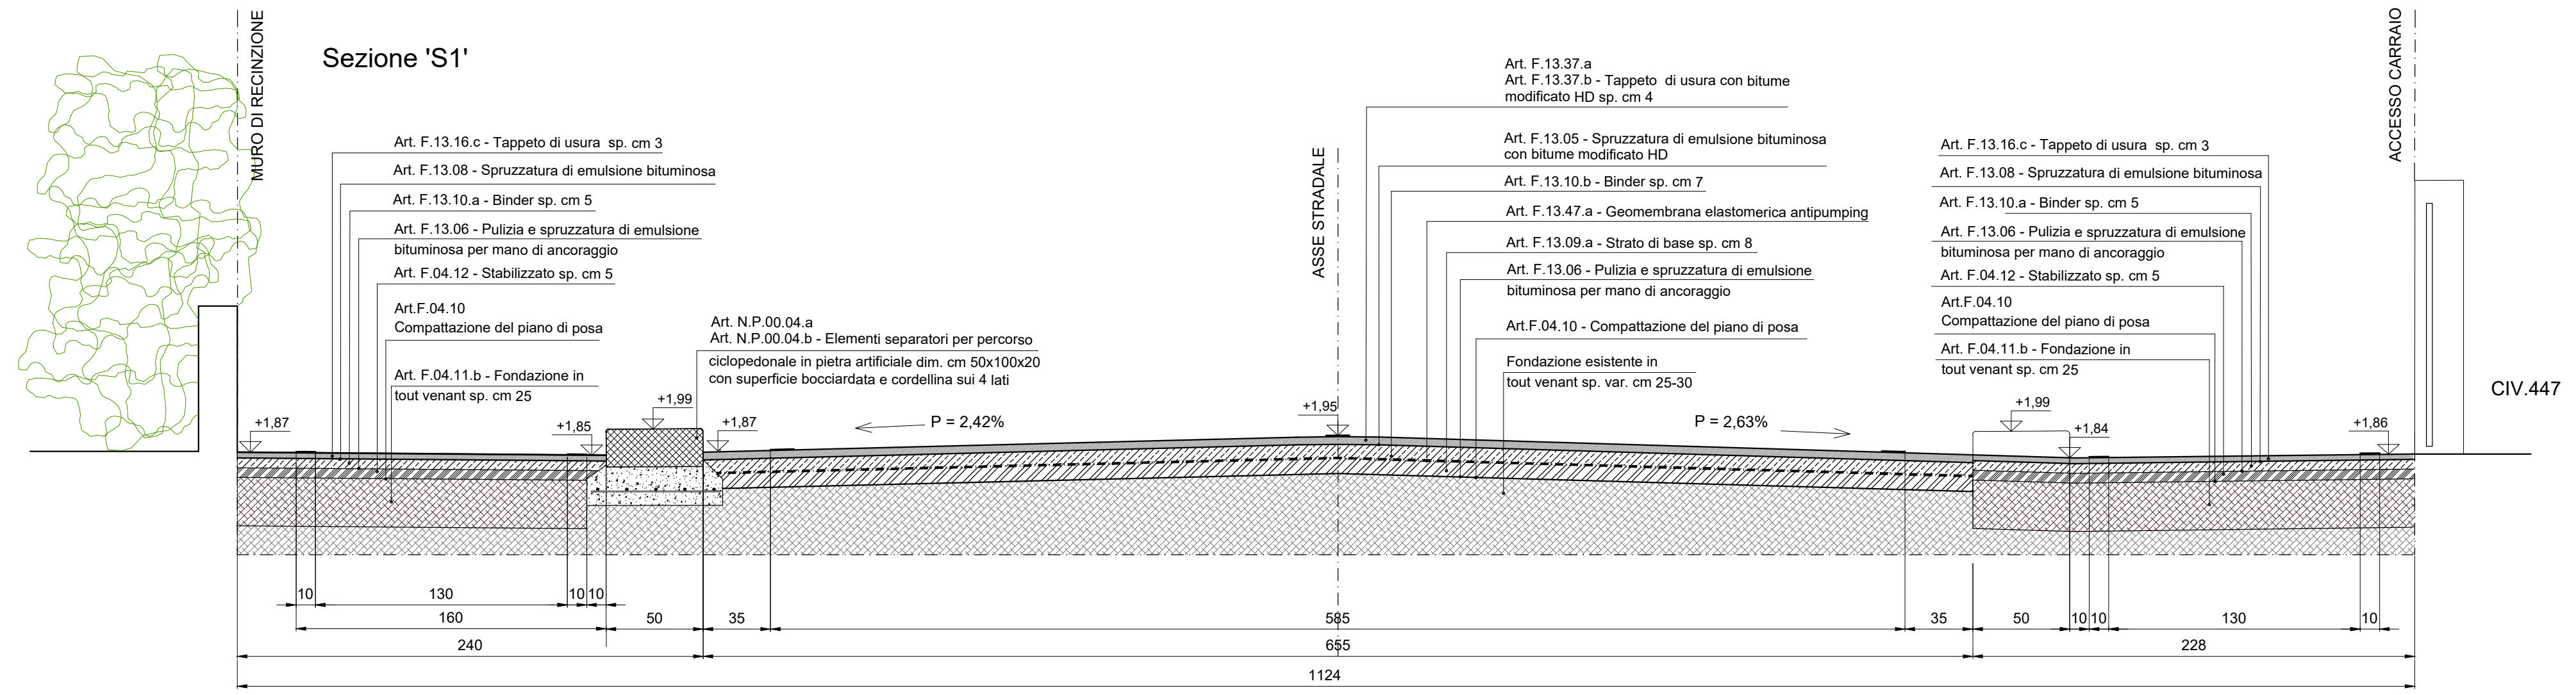 Sezione 'S1'
MURO DI RECINZIONE
Art. F.13.16.c - Tappeto di usura  sp. cm 3
Art. F.13.08 - Spruzzatura di emulsione bituminosa
Art. F.13.10.a - Binder sp. cm 5
Art. F.13.06 - Pulizia e spruzzatura di emulsione
bituminosa per mano di ancoraggio
Art. F.04.12 - Stabilizzato sp. cm 5
Art.F.04.10
Compattazione del piano di posa
Art. F.04.11.b - Fondazione in
tout venant sp. cm 25
Art. N.P.00.04.a
Art. N.P.00.04.b - Elementi separatori per percorso
ciclopedonale in pietra artificiale dim. cm 50x100x20
con superficie bocciardata e cordellina sui 4 lati
ASSE STRADALE
Art. F.13.37.a
Art. F.13.37.b - Tappeto  di usura con bitume
modificato HD sp. cm 4
Art. F.13.05 - Spruzzatura di emulsione bituminosa
con bitume modificato HD
Art. F.13.10.b - Binder sp. cm 7
Art. F.13.47.a - Geomembrana elastomerica antipumping
Art. F.13.09.a - Strato di base sp. cm 8
Art. F.13.06 - Pulizia e spruzzatura di emulsione
bituminosa per mano di ancoraggio
Art.F.04.10 - Compattazione del piano di posa
Fondazione esistente in
tout venant sp. var. cm 25-30
Art. F.13.16.c - Tappeto di usura  sp. cm 3
Art. F.13.08 - Spruzzatura di emulsione bituminosa
Art. F.13.10.a - Binder sp. cm 5
Art. F.13.06 - Pulizia e spruzzatura di emulsione
bituminosa per mano di ancoraggio
Art. F.04.12 - Stabilizzato sp. cm 5
Art.F.04.10
Compattazione del piano di posa
Art. F.04.11.b - Fondazione in
tout venant sp. cm 25
ACCESSO CARRAIO
CIV.447
+1,87
+1,85
+1,99
+1,87
P = 2,42%
+1,95
P = 2,63%
+1,99
+1,84
+1,86
10 130 10 10
160 50 35 585 35 50 10 10 130 10
240 655 228
1124